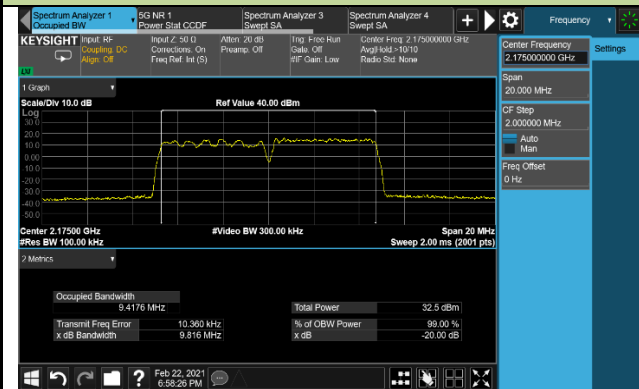 Spectrum Analyzer 1
Occupied BW
5G NR 1
Power Stat CCDF
Spectrum Analyzer 3
Swept SA
Spectrum Analyzer 4
Swept SA
+
Frequency
KEYSIGHT
Input: RF
Coupling: DC
Align: Off
Input Z: 50 Ω
Corrections: On
Freq Ref: Int (S)
Atten: 20 dB
Preamp: Off
Trig: Free Run
Gate: Off
#IF Gain: Low
Center Freq: 2.175000000 GHz
Avg|Hold:>10/10
Radio Std: None
LXI
Center Frequency
2.175000000 GHz
Settings
Span
20.000 MHz
CF Step
2.000000 MHz
Auto
Man
Freq Offset
0 Hz
1 Graph
Scale/Div 10.0 dB
Ref Value 40.00 dBm
Log
30.0
20.0
10.0
0.00
-10.0
-20.0
-30.0
-40.0
-50.0
Center 2.17500 GHz
#Video BW 300.00 kHz
Span 20 MHz
#Res BW 100.00 kHz
Sweep 2.00 ms (2001 pts)
2 Metrics
Occupied Bandwidth
9.4176 MHz
Total Power 32.5 dBm
Transmit Freq Error 10.360 kHz
% of OBW Power 99.00 %
x dB Bandwidth 9.816 MHz
x dB -20.00 dB
?
Feb 22, 2021
6:58:26 PM